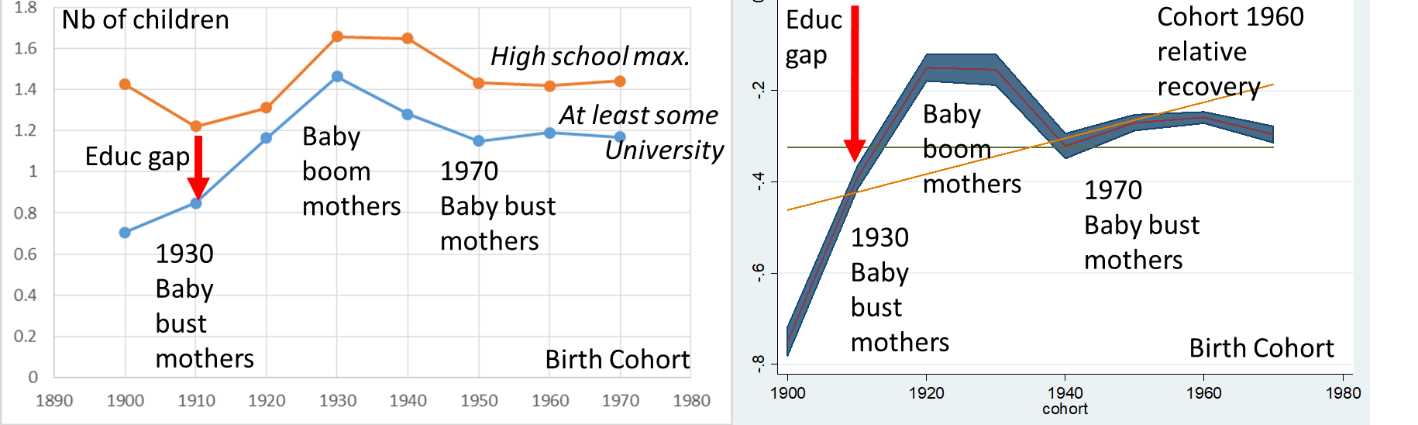 1.8
Nb of children
1.6
High school max.
1.4
1.2
At least some
University
Educ gap
Baby
boom
mothers
1
1970
Baby bust
mothers
0.8
0.6
1930
Baby
bust
mothers
0.4
0.2
0
Birth Cohort
1890 1900 1910 1920 1930 1940 1950 1960 1970 1980
Educ
gap
Cohort 1960
relative
recovery
-.2
Baby
boom
mothers
-.4
1970
Baby bust
mothers
1930
Baby
bust
mothers
-.6
Birth Cohort
-.8
1900 1920 1940 1960 1980
cohort